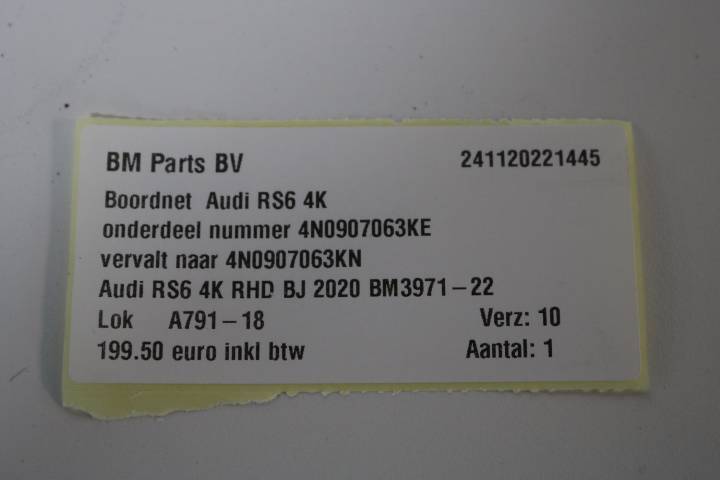 BM Parts BV 241120221445
Boordnet Audi RS6 4K
onderdeel nummer 4N0907063KE
vervalt naar 4N0907063KN
Audi RS6 4K RHD BJ 2020 BM3971-22
Lok A791-18 Verz: 10
199.50 euro inkl btw Aantal: 1